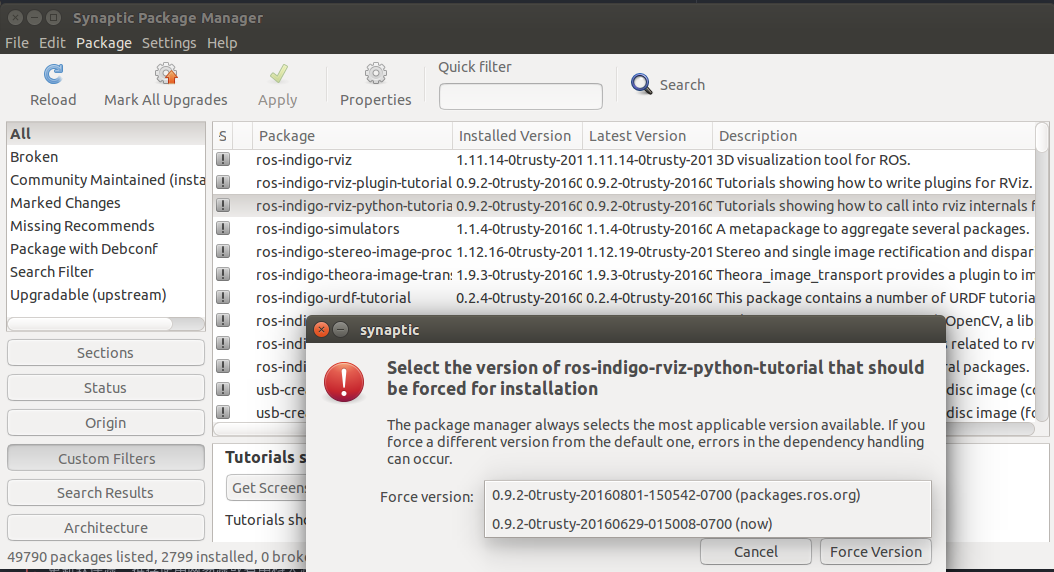 Synaptic Package Manager
File Edit Package Settings Help
Reload
Mark All Upgrades
Apply
Properties
Quick filter
Search
All
Broken
Community Maintained (insta
Marked Changes
Missing Recommends
Package with Debconf
Search Filter
Upgradable (upstream)
Sections
Status
Origin
Custom Filters
Search Results
Architecture
S Package Installed Version Latest Version Description
ros-indigo-rviz 1.11.14-0trusty-201 1.11.14-0trusty-201 3D visualization tool for ROS.
ros-indigo-rviz-plugin-tutorial 0.9.2-0trusty-20160 0.9.2-0trusty-20160 Tutorials showing how to write plugins for RViz.
ros-indigo-rviz-python-tutoria 0.9.2-0trusty-20160 0.9.2-0trusty-20160 Tutorials showing how to call into rviz internals f
ros-indigo-simulators 1.1.4-0trusty-2016 1.1.4-0trusty-2016 A metapackage to aggregate several packages.
ros-indigo-stereo-image-proc 1.12.16-0trusty-201 1.12.19-0trusty-201 Stereo and single image rectification and dispar
ros-indigo-theora-image-tran 1.9.3-0trusty-2016 1.9.3-0trusty-2016 Theora_image_transport provides a plugin to im
ros-indigo-urdf-tutorial 0.2.4-0trusty-2016 0.2.4-0trusty-2016 This package contains a number of URDF tutoria
ros-indi OpenCV, a lib
ros-indi s related to rv
ros-indi al packages.
usb-crea disc image (co
usb-crea disc image (fo
Tutorials s
Get Screens
Tutorials sho
synaptic
Select the version of ros-indigo-rviz-python-tutorial that should
be forced for installation
The package manager always selects the most applicable version available. If you
force a different version from the default one, errors in the dependency handling
can occur.
Force version:
0.9.2-0trusty-20160801-150542-0700 (packages.ros.org)
0.9.2-0trusty-20160629-015008-0700 (now)
Cancel
Force Version
49790 packages listed, 2799 installed, 0 broke